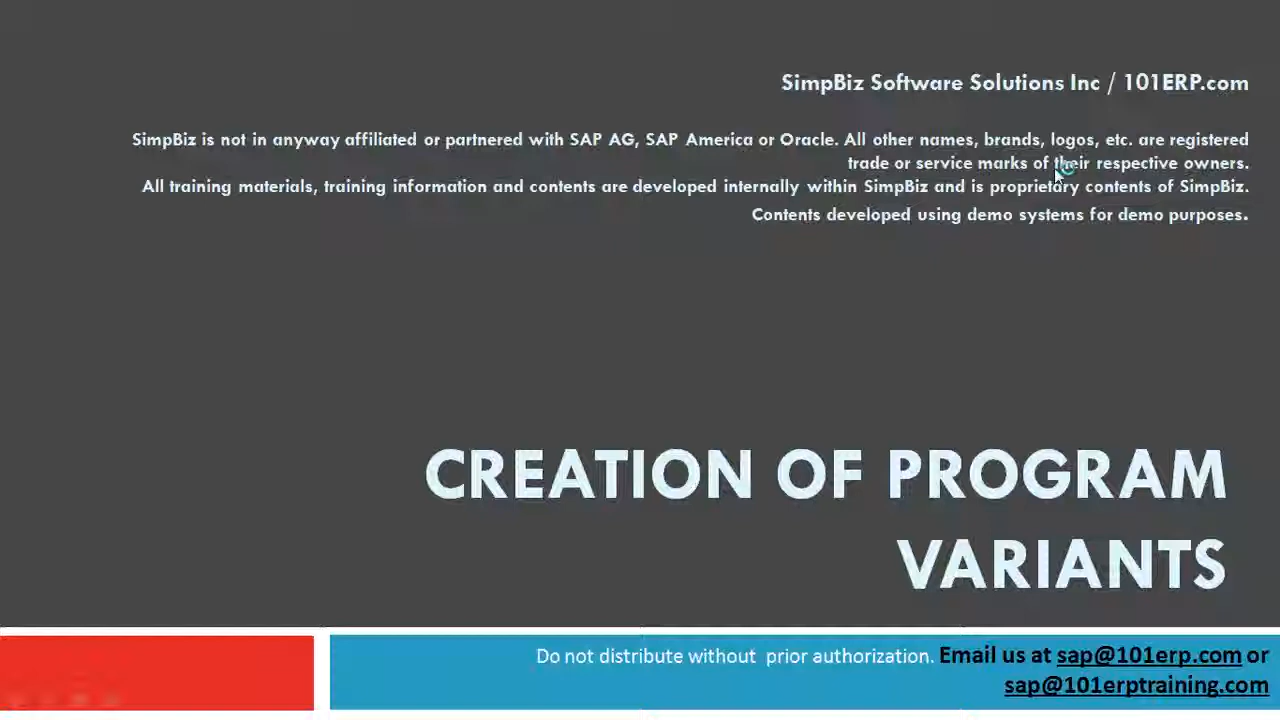 SimpBiz Software Solutions Inc / 101ERP.com
SimpBiz is not in anyway affiliated or partnered with SAP AG, SAP America or Oracle. All other names, brands, logos, etc. are registered
trade or service marks of their respective owners.
All training materials, training information and contents are developed internally within SimpBiz and is proprietary contents of SimpBiz.
Contents developed using demo systems for demo purposes.
CREATION OF PROGRAM
VARIANTS
Do not distribute without prior authorization. Email us at sap@101erp.com or
sap@101erptraining.com